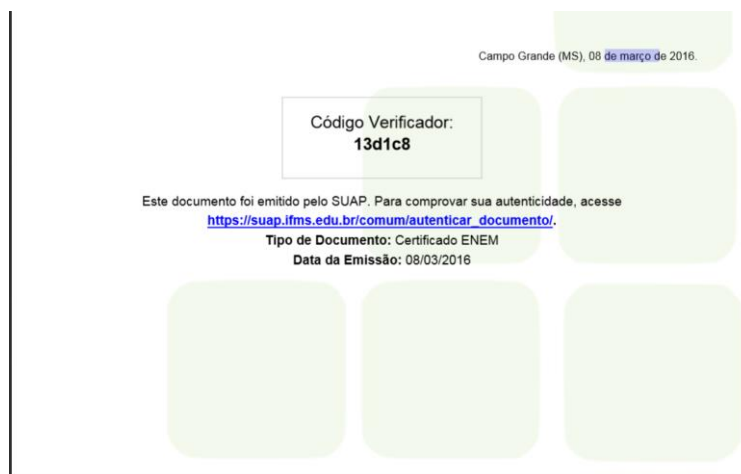 Campo Grande (MS), 08 de março de 2016.
Código Verificador:
13d1c8
Este documento foi emitido pelo SUAP. Para comprovar sua autenticidade, acesse
https://suap.ifms.edu.br/comum/autenticar_documento/.
Tipo de Documento: Certificado ENEM
Data da Emissão: 08/03/2016